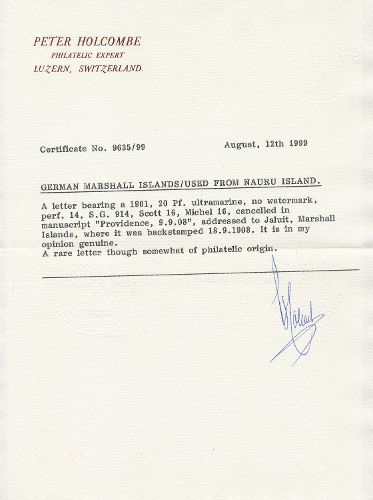 PETER HOLCOMBE
PHILATELIC EXPERT
LUZERN, SWITZERLAND.
Certificate No. 9635/99 August, 12th 1999
GERMAN MARSHALL ISLANDS/USED FROM NAURU ISLAND.
A letter bearing a 1901, 20 Pf. ultramarine, no watermark,
perf. 14, S.G. 914, Scott 16, Michel 16, cancelled in
manuscript "Providence, 9.9.08", addressed to Jaluit, Marshall
Islands, where it was backstamped 18.9.1908. It is in my
opinion genuine.
A rare letter though somewhat of philatelic origin.